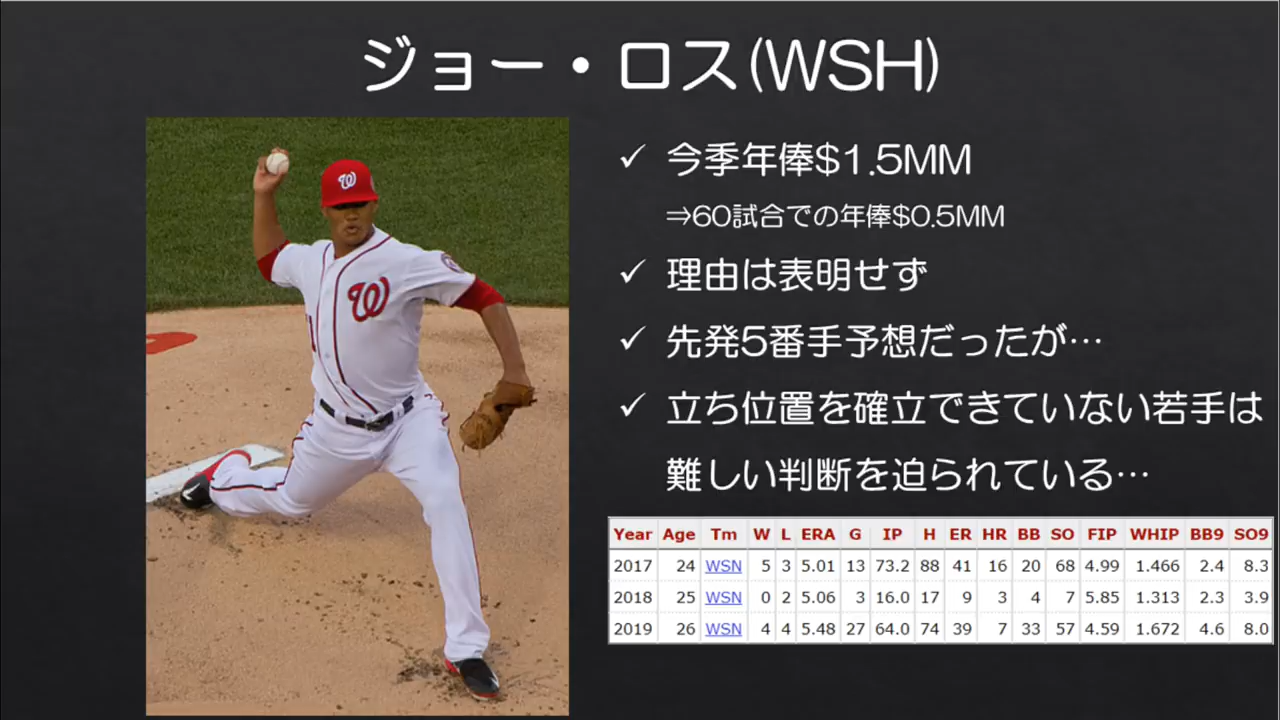 ジョー・ロス(WSH)
✓ 今季年俸$1.5MM
⇒60試合での年俸$0.5MM
✓ 理由は表明せず
✓ 先発5番手予想だったが…
✓ 立ち位置を確立できていない若手は
難しい判断を迫られている…
Year Age Tm W L ERA G IP H ER HR BB SO FIP WHIP BB9 SO9
2017 24 WSN 5 3 5.01 13 73.2 88 41 16 20 68 4.99 1.466 2.4 8.3
2018 25 WSN 0 2 5.06 3 16.0 17 9 3 4 7 5.85 1.313 2.3 3.9
2019 26 WSN 4 4 5.48 27 64.0 74 39 7 33 57 4.59 1.672 4.6 8.0
W
W